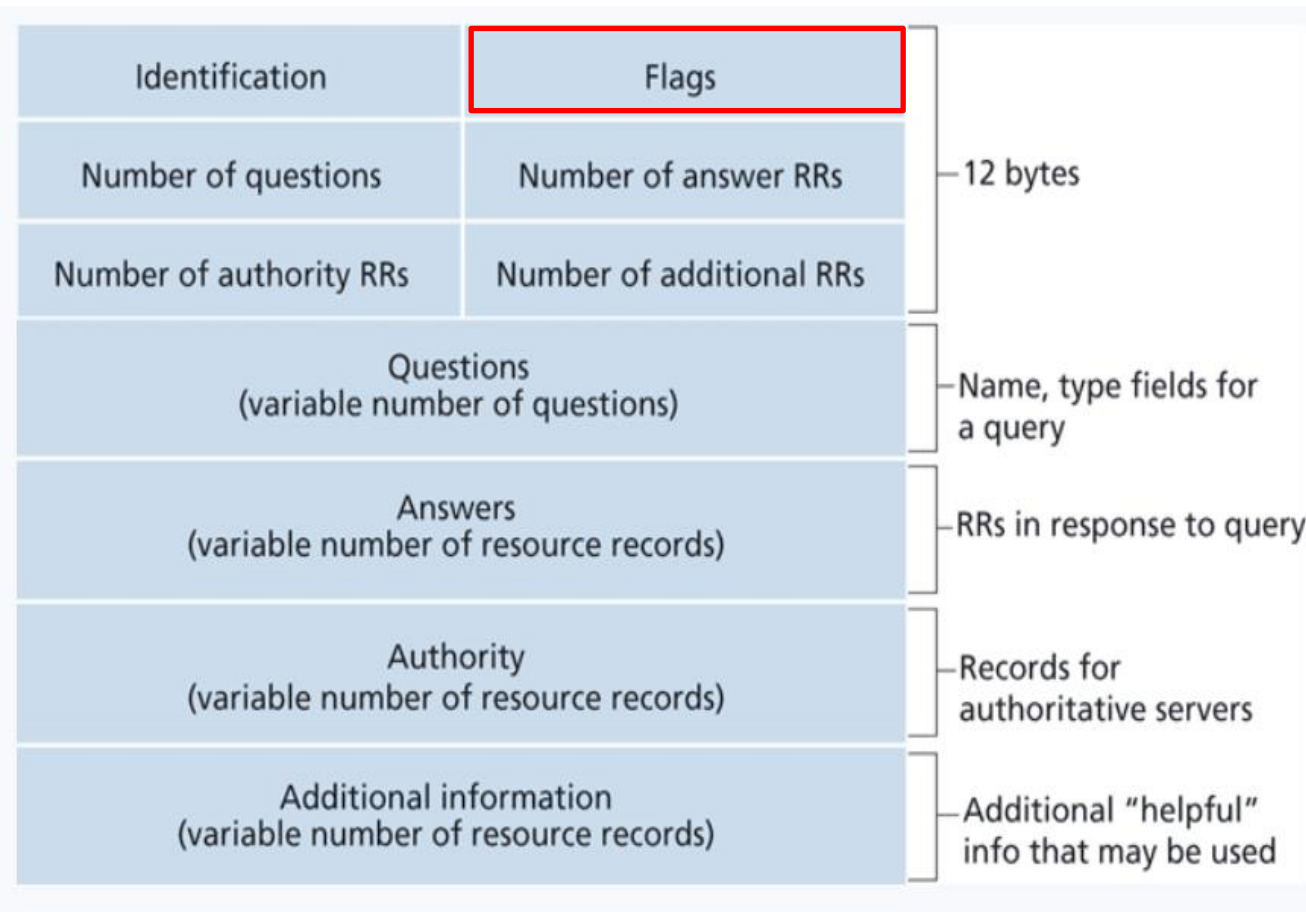 Identification
Flags
Number of questions
Number of answer RRs
12 bytes
Number of authority RRs
Number of additional RRs
Questions
(variable number of questions)
Name, type fields for
a query
Answers
(variable number of resource records)
RRs in response to query
Authority
(variable number of resource records)
Records for
authoritative servers
Additional information
(variable number of resource records)
Additional “helpful”
info that may be used